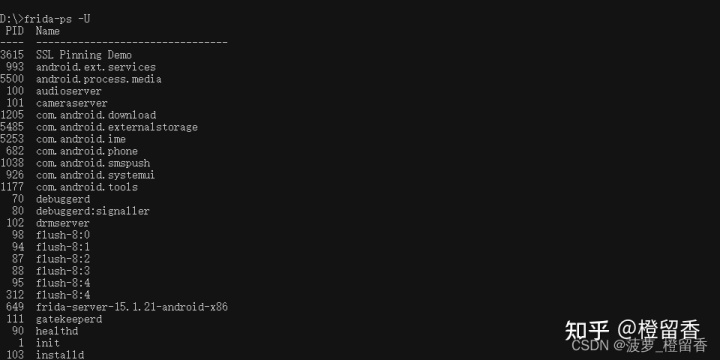 D:\>frida-ps -U
 PID  Name
----  --------------------------------
3615  SSL Pinning Demo
 993  android.ext.services
5500  android.process.media
 100  audioserver
 101  cameraserver
1205  com.android.download
5485  com.android.externalstorage
5253  com.android.ime
 682  com.android.phone
1038  com.android.smspush
 926  com.android.systemui
1177  com.android.tools
  70  debuggerd
  80  debuggerd:signaller
 102  drmserver
  98  flush-8:0
  94  flush-8:1
  87  flush-8:2
  88  flush-8:3
  95  flush-8:4
 312  flush-8:4
 649  frida-server-15.1.21-android-x86
 111  gatekeeperd
  90  healthd
   1  init
 103  installd
知乎 @橙留香
CSDN @菠萝_橙留香